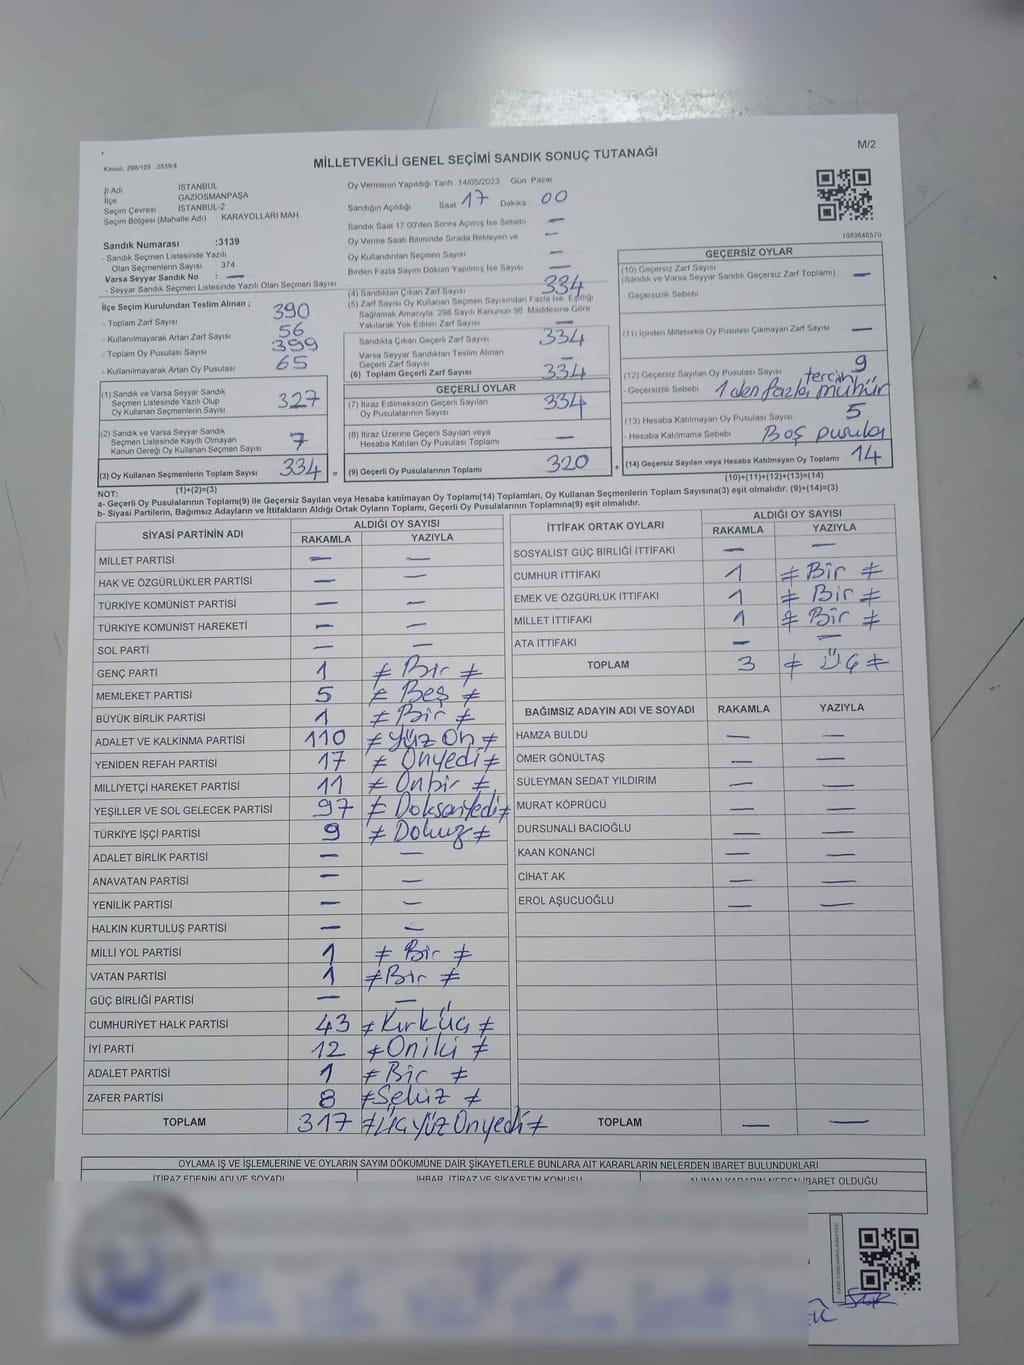 M/2
Kanun, 298/105 2839/4
MİLLETVEKİLİ GENEL SEÇİMİ SANDIK SONUÇ TUTANAĞI
İl Adı İSTANBUL
İlçe GAZİOSMANPAŞA
Seçim Çevresi İSTANBUL-2
Seçim Bölgesi (Mahalle Adı) KARAYOLLARI MAH
Sandık Numarası :3139
- Sandık Seçmen Listesinde Yazılı
Olan Seçmenlerin Sayısı 374
Varsa Seyyar Sandık No : —
- Seyyar Sandık Seçmen Listesinde Yazılı Olan Seçmen Sayısı
Oy Vermenin Yapıldığı Tarih 14/05/2023 Gün Pazar
Sandığın Açıldığı Saat 17 Dakika 00
Sandık Saat 17 00'den Sonra Açımış İse Sebebi —
Oy Verme Saati Bitiminde Sırada Bekleyen ve —
Oy Kullandırılan Seçmen Sayısı —
Birden Fazla Sayım Döküm Yapılmış İse Sayısı —
1083648570
İlçe Seçim Kurulundan Teslim Alınan ;
- Toplam Zarf Sayısı 390
- Kullanılmayarak Artan Zarf Sayısı 56
- Toplam Oy Pusulası Sayısı 399
- Kullanılmayarak Artan Oy Pusulası 65
(1) Sandık ve Varsa Seyyar Sandık
Seçmen Listesinde Yazılı Olup
Oy Kullanan Seçmenlerin Sayısı 327
(2) Sandık ve Varsa Seyyar Sandık
Seçmen Listesinde Kayıtlı Olmayan
Kanun Gereği Oy Kullanan Seçmen Sayısı 7
(3) Oy Kullanan Seçmenlerin Toplam Sayısı 334 =
(1)+(2)=(3)
(4) Sandıktan Çıkan Zarf Sayısı 334
(5) Zarf Sayısı Oy Kullanan Seçmen Sayısından Fazla İse, Eşitliği
Sağlamak Amacıyla, 298 Sayılı Kanunun 98. Maddesine Göre
Yakılarak Yok Edilen Zarf Sayısı —
Sandıkta Çıkan Geçerli Zarf Sayısı 334
Varsa Seyyar Sandıktan Teslim Alınan
Geçerli Zarf Sayısı —
(6) Toplam Geçerli Zarf Sayısı 334
GEÇERLİ OYLAR
(7) İtiraz Edilmeksizin Geçerli Sayılan
Oy Pusulalarının Sayısı 334
(8) İtiraz Üzerine Geçerli Sayılan veya
Hesaba Katılan Oy Pusulası Toplamı —
(9) Geçerli Oy Pusulalarının Toplamı 320 +
GEÇERSİZ OYLAR
(10) Geçersiz Zarf Sayısı
(Sandık ve Varsa Seyyar Sandık Geçersiz Zarf Toplamı) —
- Geçersizlik Sebebi
(11) İçinden Milletvekili Oy Pusulası Çıkmayan Zarf Sayısı —
(12) Geçersiz Sayılan Oy Pusulası Sayısı 9
- Geçersizlik Sebebi 1 den fazla tercih mühür
(13) Hesaba Katılmayan Oy Pusulası Sayısı 5
- Hesaba Katılmama Sebebi Boş pusula
(14) Geçersiz Sayılan veya Hesaba Katılmayan Oy Toplamı 14
(10)+(11)+(12)+(13)=(14)
NOT:
a- Geçerli Oy Pusulalarının Toplamı(9) ile Geçersiz Sayılan veya Hesaba katılmayan Oy Toplamı(14) Toplamları, Oy Kullanan Seçmenlerin Toplam Sayısına(3) eşit olmalıdır. (9)+(14)=(3)
b- Siyasi Partilerin, Bağımsız Adayların ve İttifakların Aldığı Ortak Oyların Toplamı, Geçerli Oy Pusulalarının Toplamına(9) eşit olmalıdır.
SİYASİ PARTİNİN ADI ALDIĞI OY SAYISI
RAKAMLA YAZIYLA
MİLLET PARTİSİ — —
HAK VE ÖZGÜRLÜKLER PARTİSİ — —
TÜRKİYE KOMÜNİST PARTİSİ — —
TÜRKİYE KOMÜNİST HAREKETİ — —
SOL PARTİ — —
GENÇ PARTİ 1 ≠ Bir ≠
MEMLEKET PARTİSİ 5 ≠ Beş ≠
BÜYÜK BİRLİK PARTİSİ 1 ≠ Bir ≠
ADALET VE KALKINMA PARTİSİ 110 ≠ Yüz On ≠
YENİDEN REFAH PARTİSİ 17 ≠ Onyedi ≠
MİLLİYETÇİ HAREKET PARTİSİ 11 ≠ Onbir ≠
YEŞİLLER VE SOL GELECEK PARTİSİ 97 ≠ DoksanYedi ≠
TÜRKİYE İŞÇİ PARTİSİ 9 ≠ Dokuz ≠
ADALET BİRLİK PARTİSİ — —
ANAVATAN PARTİSİ — —
YENİLİK PARTİSİ — —
HALKIN KURTULUŞ PARTİSİ — —
MİLLİ YOL PARTİSİ 1 ≠ Bir ≠
VATAN PARTİSİ 1 ≠ Bir ≠
GÜÇ BİRLİĞİ PARTİSİ — —
CUMHURİYET HALK PARTİSİ 43 ≠ Kırküç ≠
İYİ PARTİ 12 ≠ Oniki ≠
ADALET PARTİSİ 1 ≠ Bir ≠
ZAFER PARTİSİ 8 ≠ Sekiz ≠
TOPLAM 317 ≠ ÜçYüz Onyedi ≠
İTTİFAK ORTAK OYLARI ALDIĞI OY SAYISI
RAKAMLA YAZIYLA
SOSYALİST GÜÇ BİRLİĞİ İTTİFAKI — —
CUMHUR İTTİFAKI 1 ≠ Bir ≠
EMEK VE ÖZGÜRLÜK İTTİFAKI 1 ≠ Bir ≠
MİLLET İTTİFAKI 1 ≠ Bir ≠
ATA İTTİFAKI — —
TOPLAM 3 ≠ Üç ≠
BAĞIMSIZ ADAYIN ADI VE SOYADI RAKAMLA YAZIYLA
HAMZA BULDU — —
ÖMER GÖNÜLTAŞ — —
SÜLEYMAN SEDAT YILDIRIM — —
MURAT KÖPRÜCÜ — —
DURSUNALİ BACIOĞLU — —
KAAN KONANCİ — —
CİHAT AK — —
EROL AŞUCUOĞLU — —
TOPLAM — —
OYLAMA İŞ VE İŞLEMLERİNE VE OYLARIN SAYIM DÖKÜMÜNE DAİR ŞİKAYETLERLE BUNLARA AİT KARARLARIN NELERDEN İBARET BULUNDUKLARI
İTİRAZ EDENİN ADI VE SOYADI İHBAR, İTİRAZ VE ŞİKAYETİN KONUSU ALINAN KARARIN NEDEN İBARET OLDUĞU